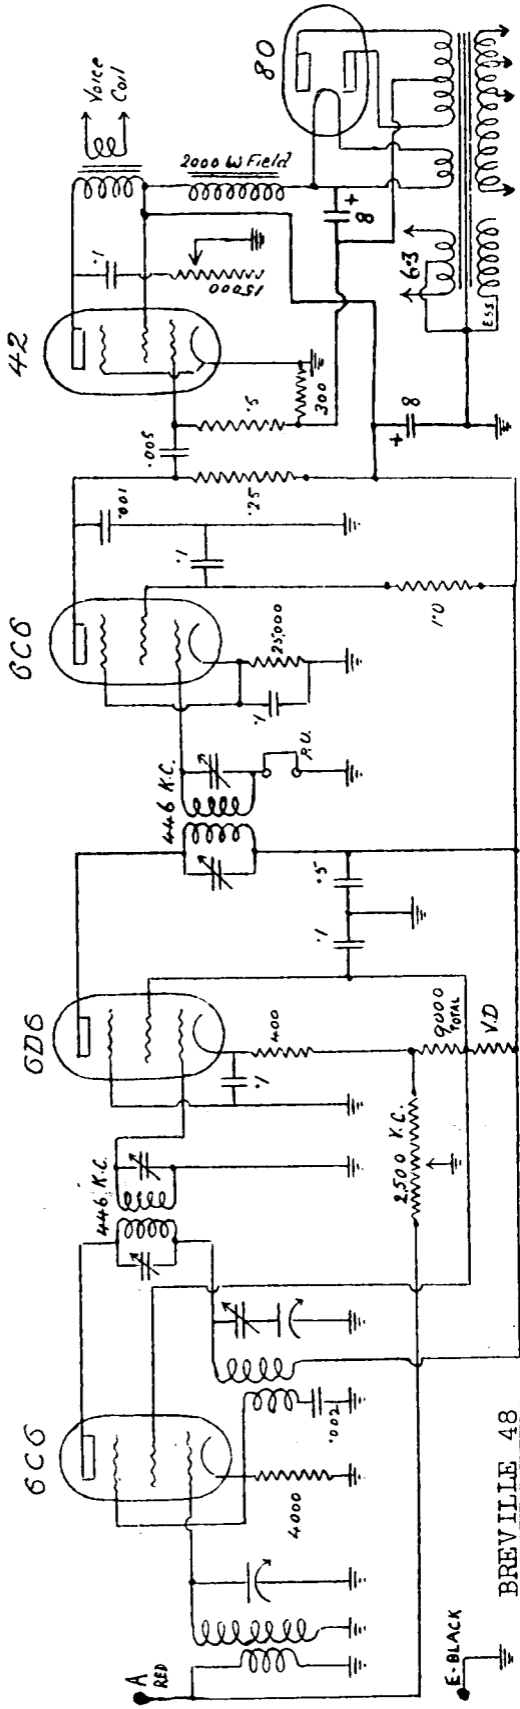 A
RED
E-BLACK
6C6
4000
.002
446 K.C.
6D6
.1
400
2,500 V.C.
9000
TOTAL
V.D
.1
.5
446 K.C.
P.U.
6C6
.1
25,000
.1
.001
1.0
.25
.005
42
.5
300
.1
15000
Voice
Coil
2000 ω Field
+
8
+
8
80
6.3
E.S.S.
BREVILLE 48